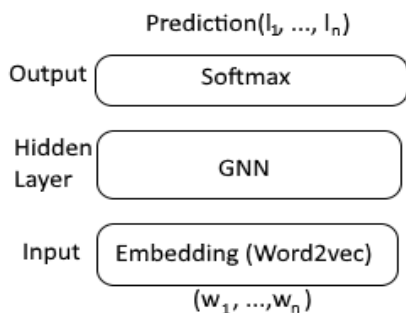 Prediction(l₁, ..., lₙ)
Output
Softmax
Hidden
Layer
GNN
Input
Embedding (Word2vec)
(w₁, ...,wₙ)